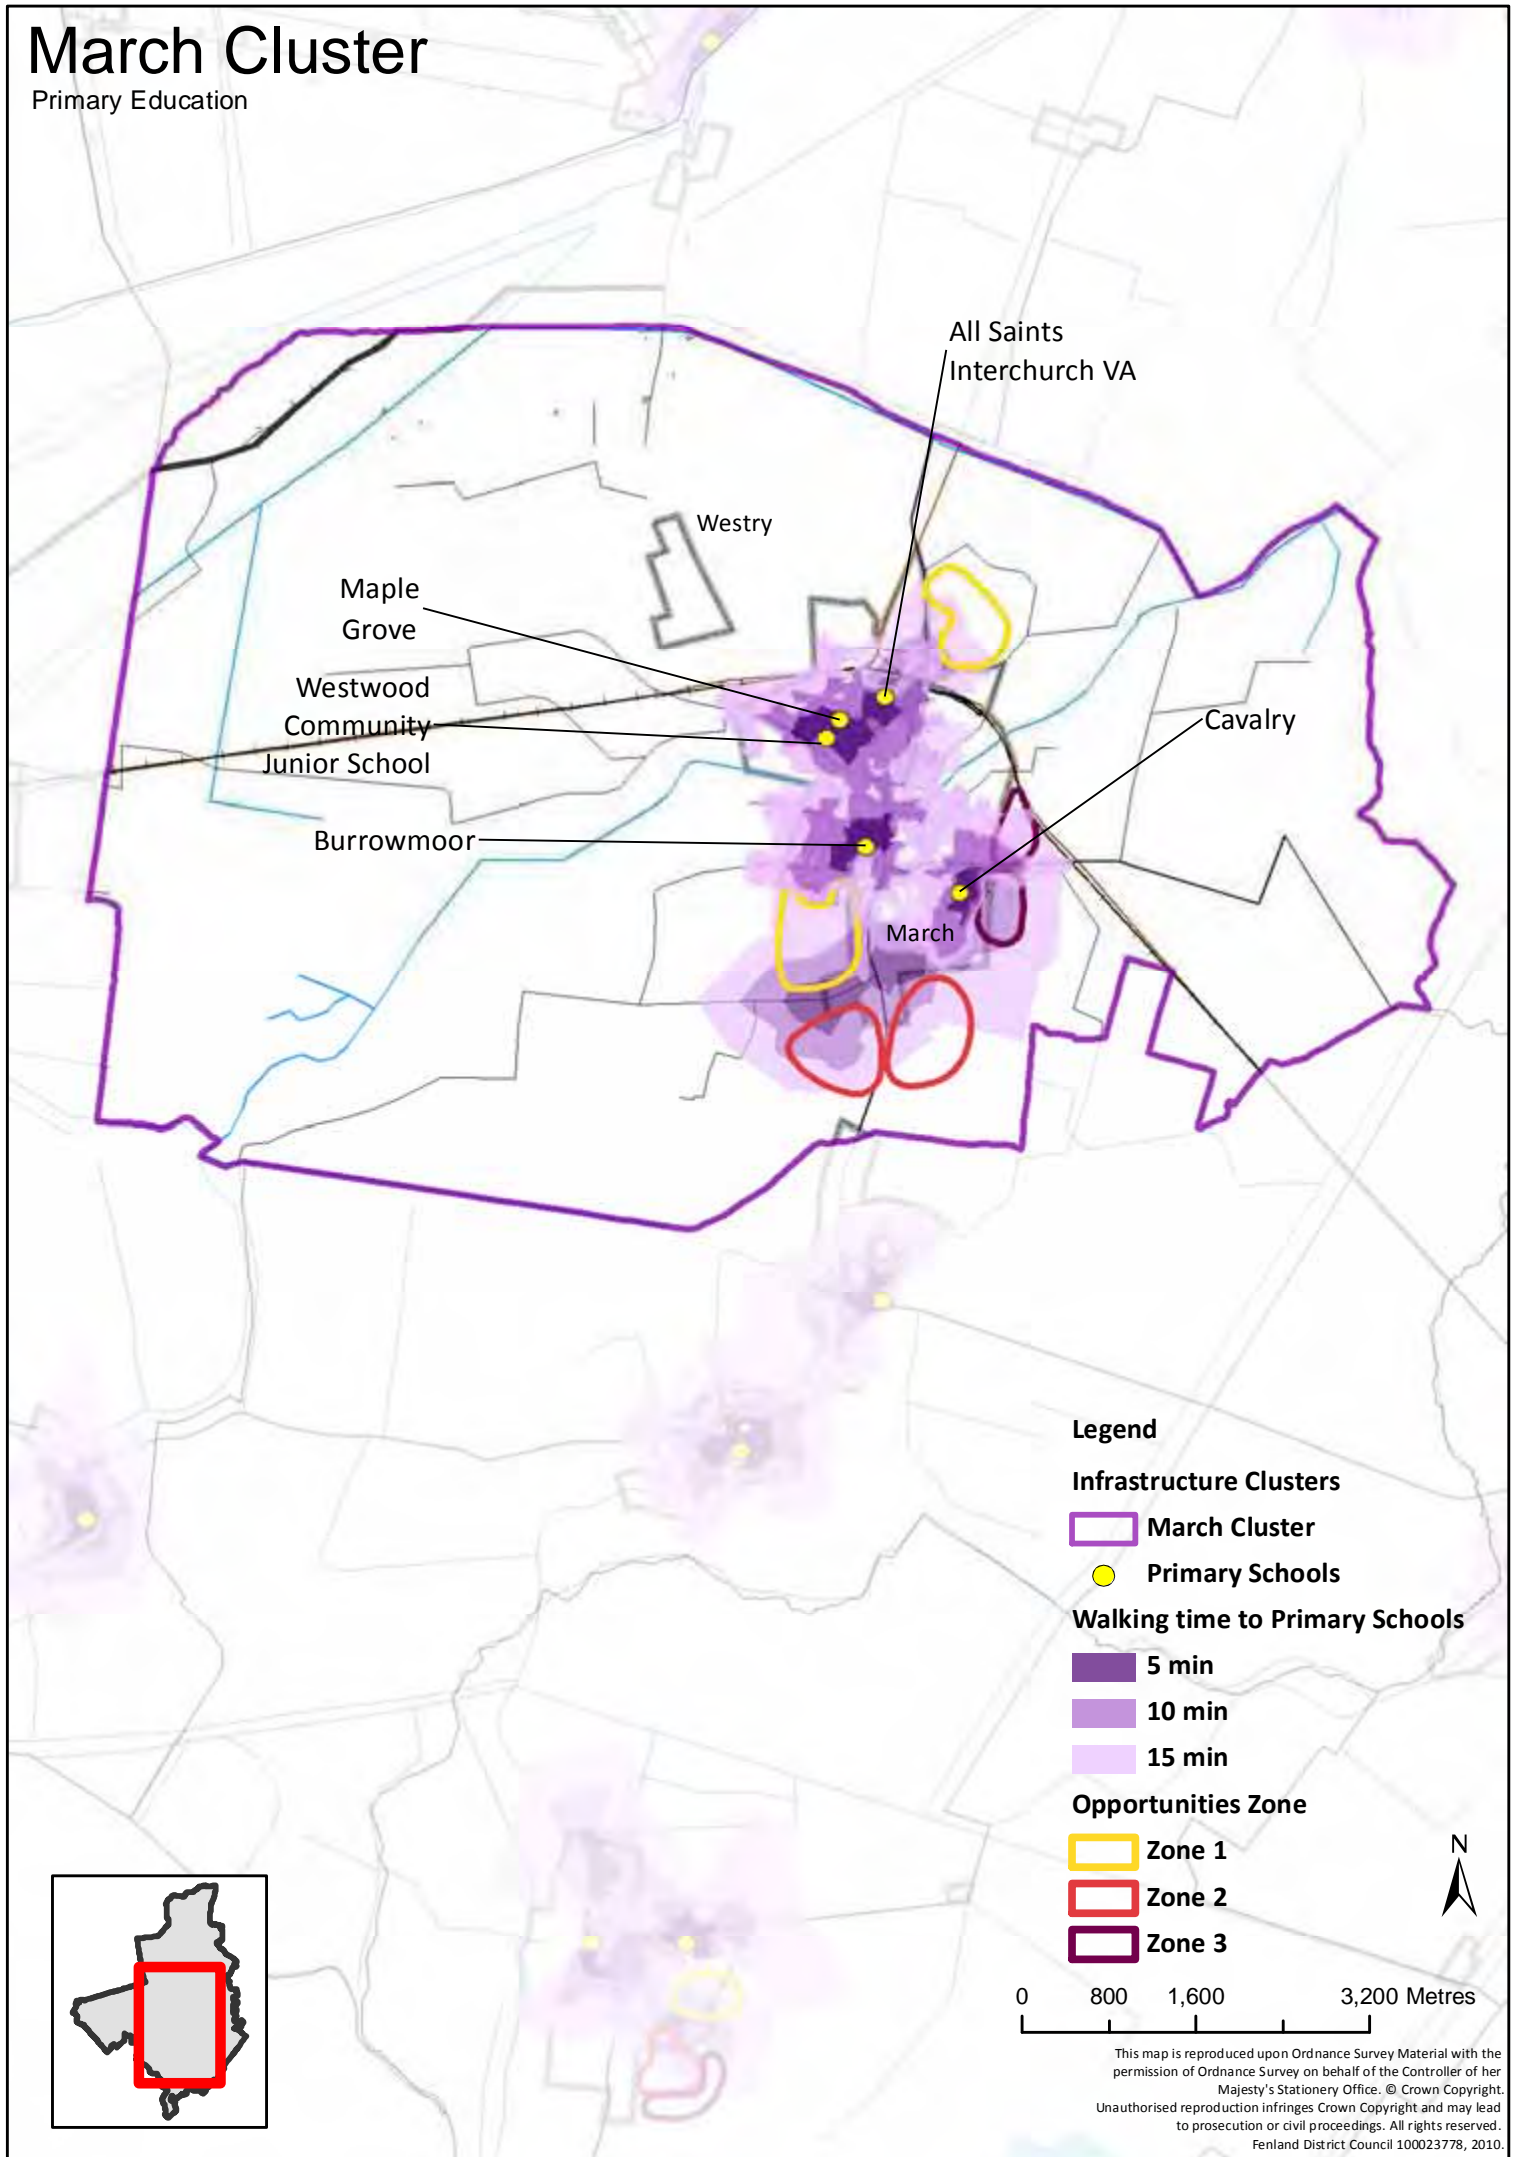 March Cluster
Primary Education
All Saints
Interchurch VA
Westry
Maple
Grove
Westwood
Community
Junior School
Cavalry
Burrowmoor
March
Legend
Infrastructure Clusters
March Cluster
Primary Schools
Walking time to Primary Schools
5 min
10 min
15 min
Opportunities Zone
Zone 1
Zone 2
Zone 3
N
0 800 1,600 3,200 Metres
This map is reproduced upon Ordnance Survey Material with the
permission of Ordnance Survey on behalf of the Controller of her
Majesty's Stationery Office. © Crown Copyright.
Unauthorised reproduction infringes Crown Copyright and may lead
to prosecution or civil proceedings. All rights reserved.
Fenland District Council 100023778, 2010.